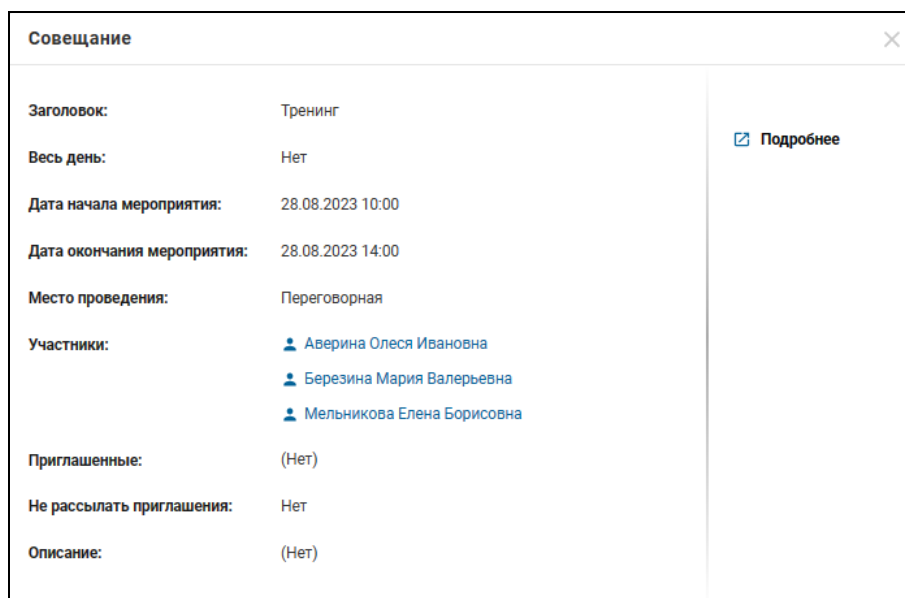 Совещание
Заголовок: Тренинг
Подробнее
Весь день: Нет
Дата начала мероприятия: 28.08.2023 10:00
Дата окончания мероприятия: 28.08.2023 14:00
Место проведения: Переговорная
Участники: Аверина Олеся Ивановна
Березина Мария Валерьевна
Мельникова Елена Борисовна
Приглашенные: (Нет)
Не рассылать приглашения: Нет
Описание: (Нет)